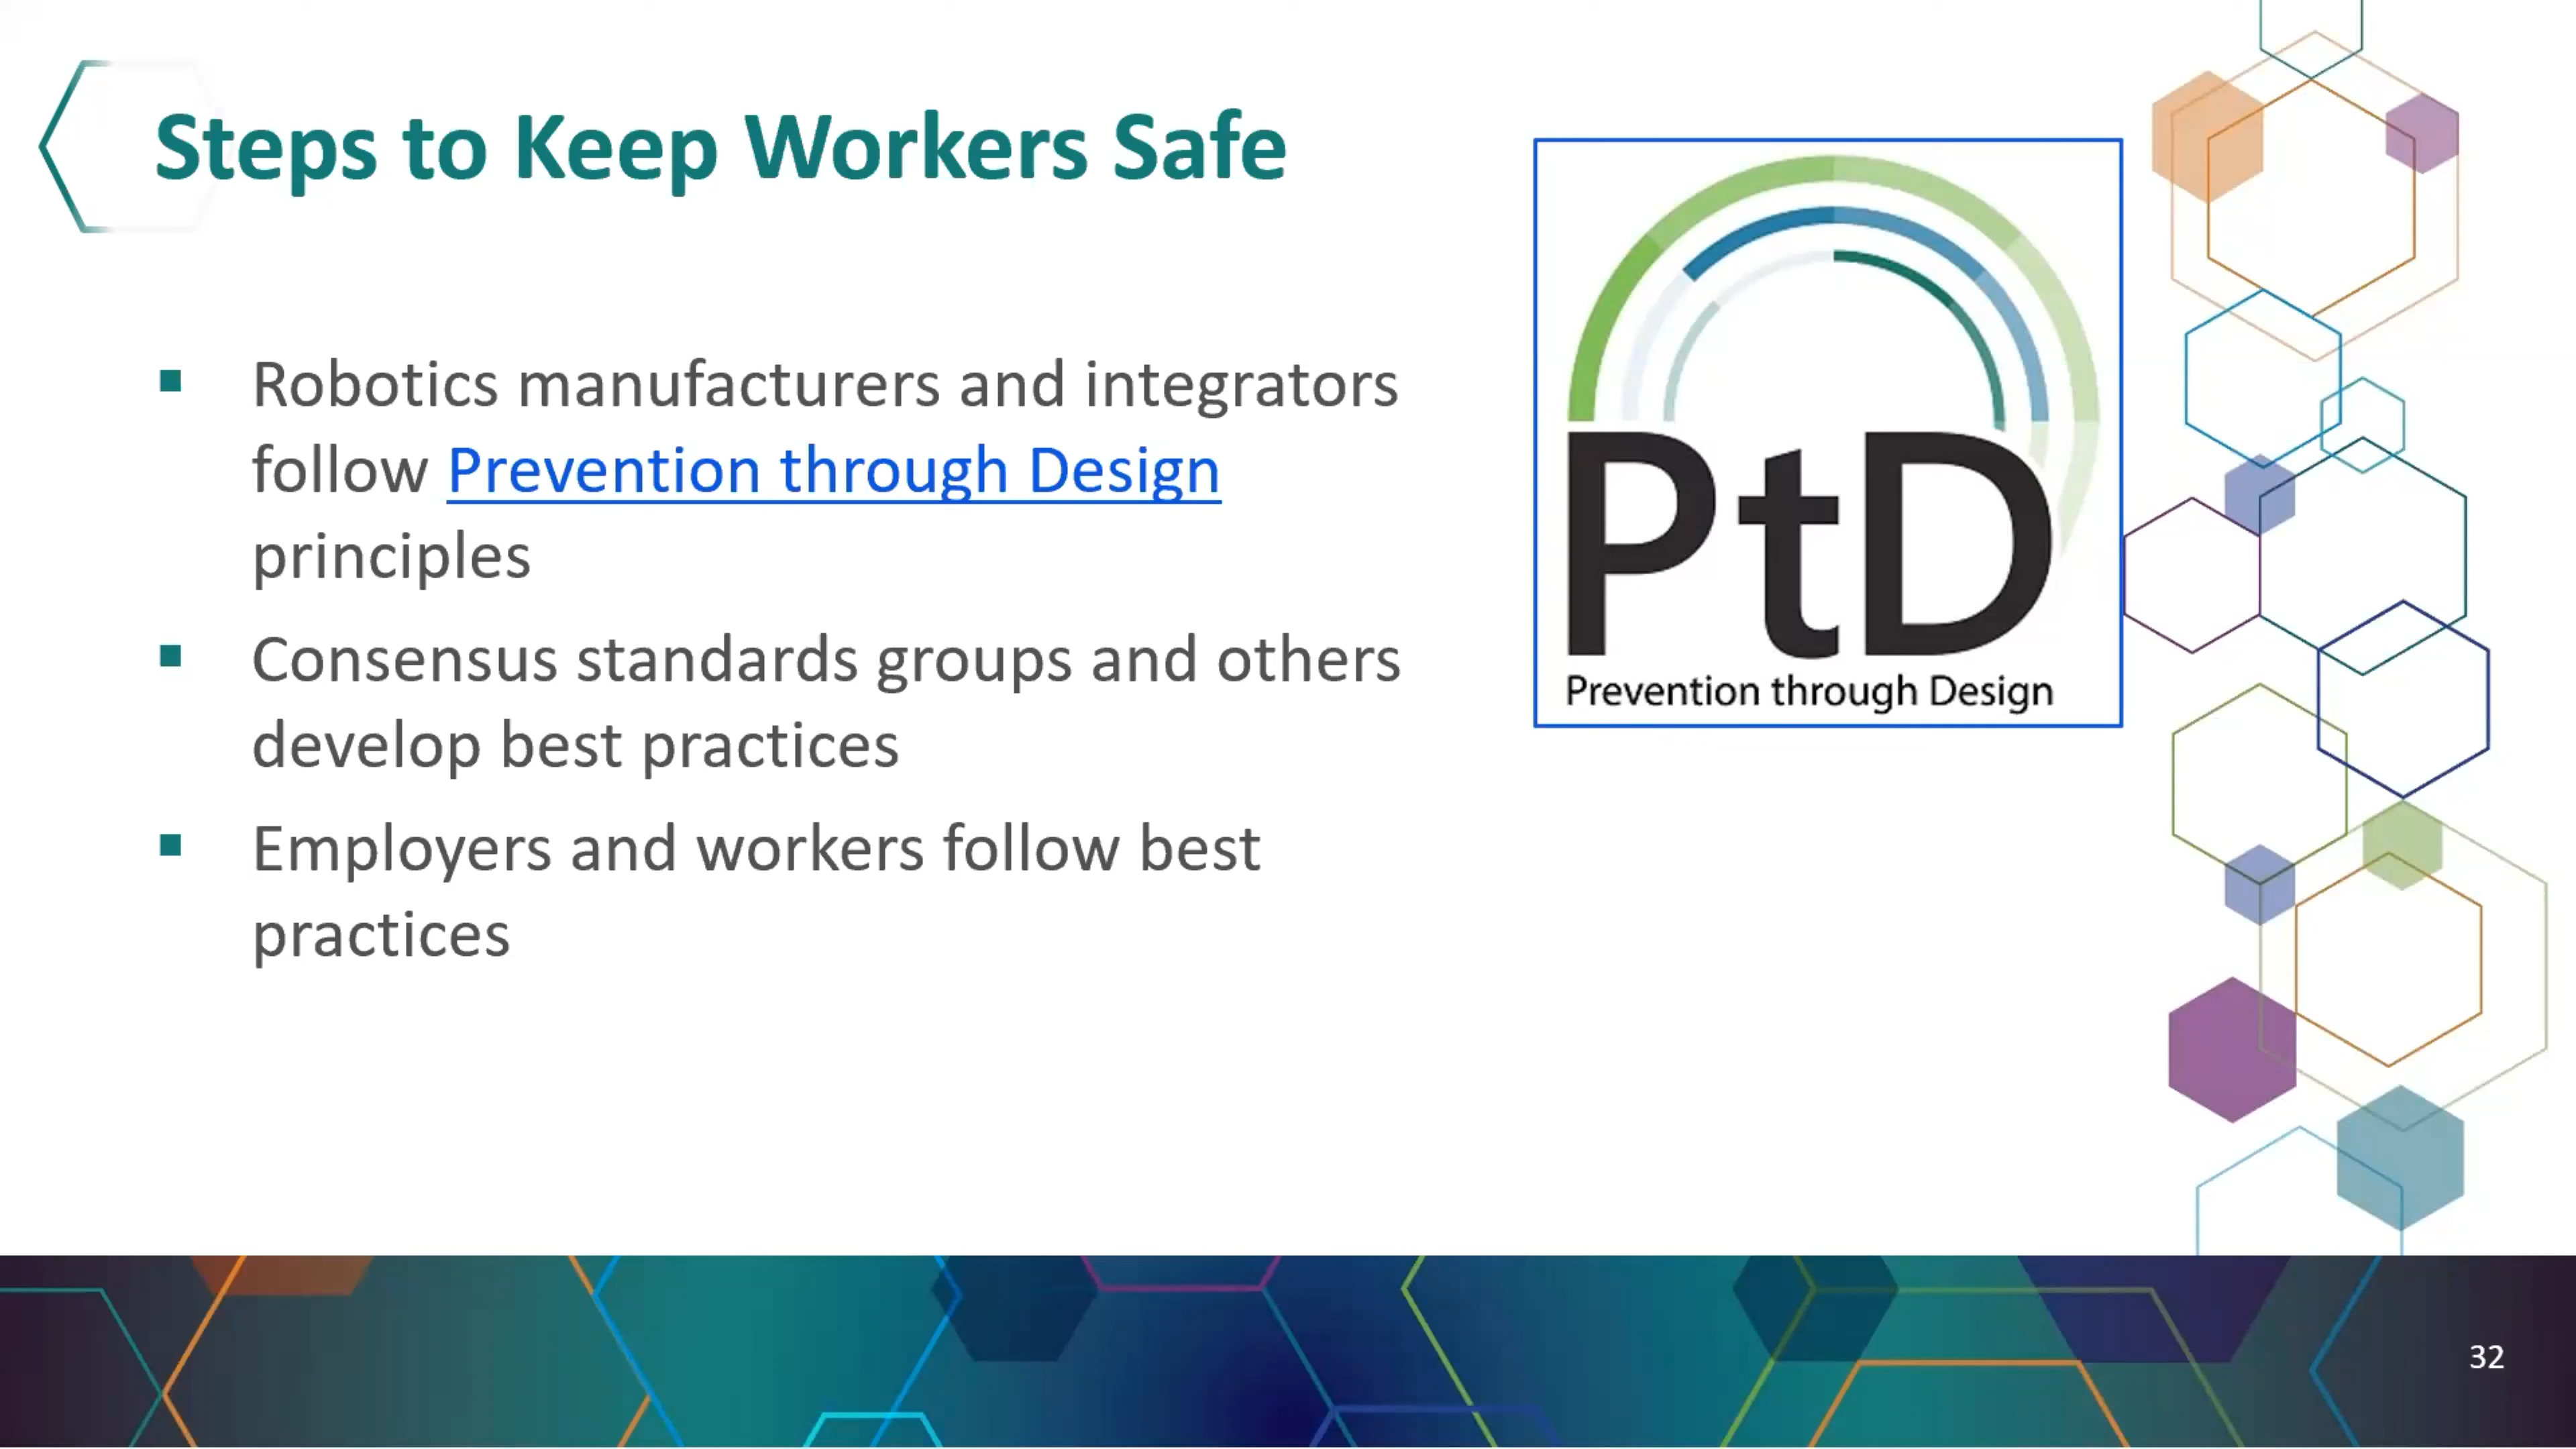 Steps to Keep Workers Safe
▪ Robotics manufacturers and integrators
follow Prevention through Design
principles
▪ Consensus standards groups and others
develop best practices
▪ Employers and workers follow best
practices
PtD
Prevention through Design
32